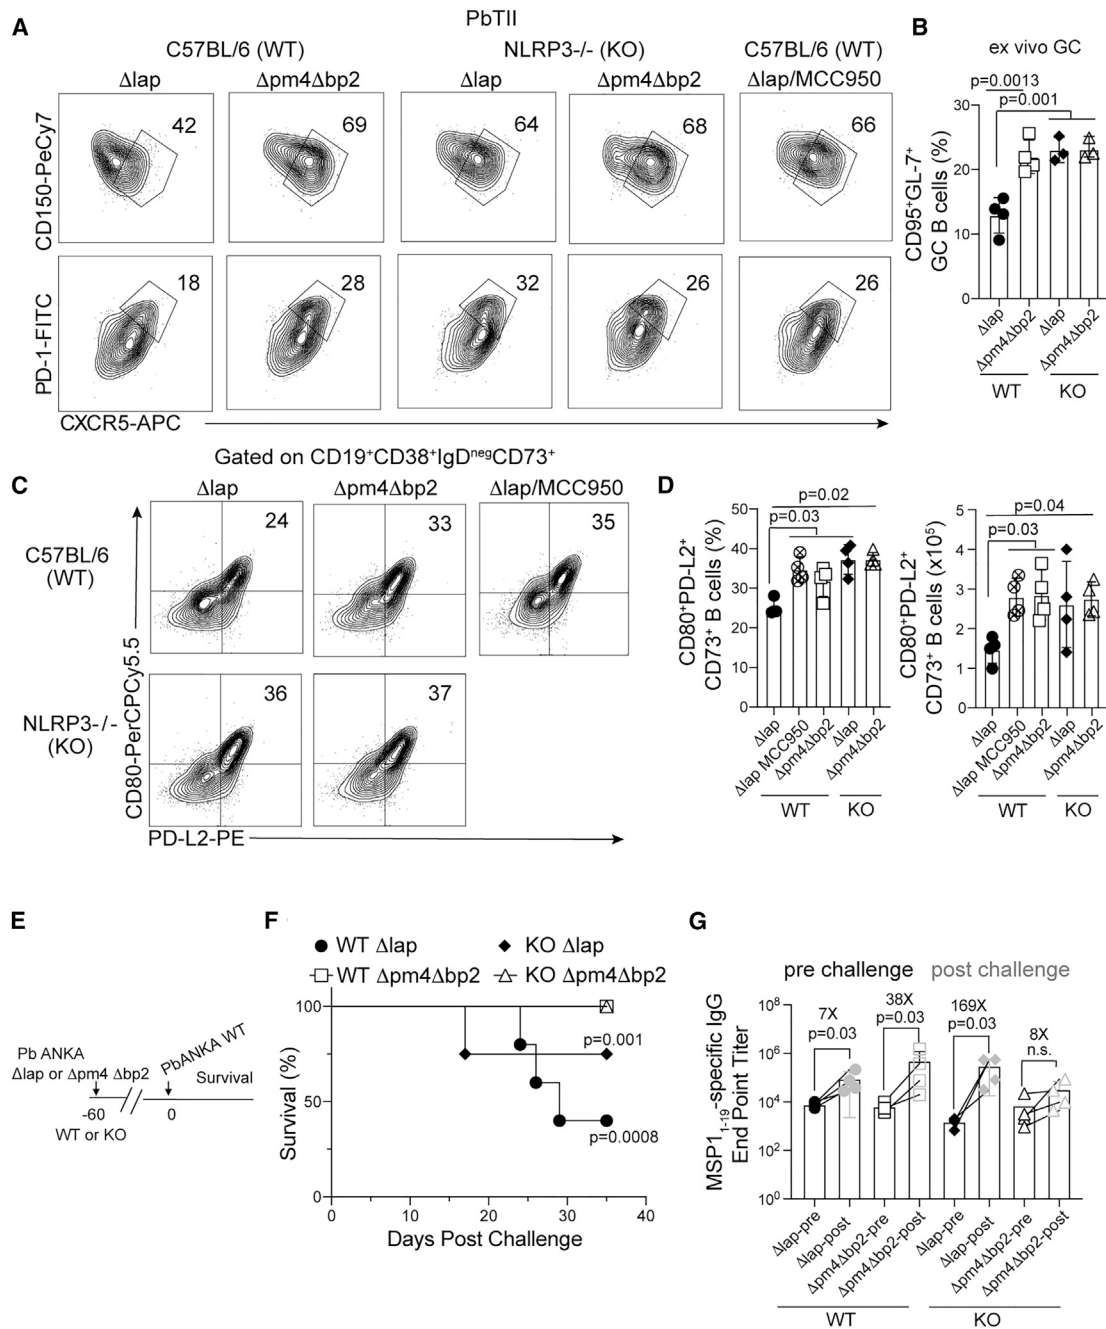 A
PbTII
C57BL/6 (WT)
NLRP3-/- (KO)
C57BL/6 (WT)
Δlap
Δpm4Δbp2
Δlap
Δpm4Δbp2
Δlap/MCC950
CD150-PeCy7
42
69
64
68
66
PD-1-FITC
18
28
32
26
26
CXCR5-APC
B
ex vivo GC
p=0.0013
p=0.001
CD95⁺GL-7⁺
GC B cells (%)
30
20
10
0
Δlap
Δpm4Δbp2
Δlap
Δpm4Δbp2
WT
KO
C
Gated on CD19⁺CD38⁺IgDⁿᵉᵍCD73⁺
Δlap
Δpm4Δbp2
Δlap/MCC950
C57BL/6
(WT)
24
33
35
NLRP3-/-
(KO)
36
37
CD80-PerCPCy5.5
PD-L2-PE
D
p=0.02
p=0.03
CD80⁺PD-L2⁺
CD73⁺ B cells (%)
50
40
30
20
10
0
Δlap
Δlap MCC950
Δpm4Δbp2
Δlap
Δpm4Δbp2
WT
KO
p=0.04
p=0.03
CD80⁺PD-L2⁺
CD73⁺ B cells (x10⁵)
5
4
3
2
1
0
Δlap
Δlap MCC950
Δpm4Δbp2
Δlap
Δpm4Δbp2
WT
KO
E
Pb ANKA
Δlap or Δpm4 Δbp2
PbANKA WT
Survival
-60
0
WT or KO
F
WT Δlap
KO Δlap
WT Δpm4Δbp2
KO Δpm4Δbp2
Survival (%)
100
50
0
p=0.001
p=0.0008
0
10
20
30
40
Days Post Challenge
G
pre challenge
post challenge
MSP1₁₋₁₉-specific IgG
End Point Titer
10⁸
10⁶
10⁴
10²
10⁰
7X
p=0.03
38X
p=0.03
169X
p=0.03
8X
n.s.
Δlap-pre
Δlap-post
Δpm4Δbp2-pre
Δpm4Δbp2-post
Δlap-pre
Δlap-post
Δpm4Δbp2-pre
Δpm4Δbp2-post
WT
KO